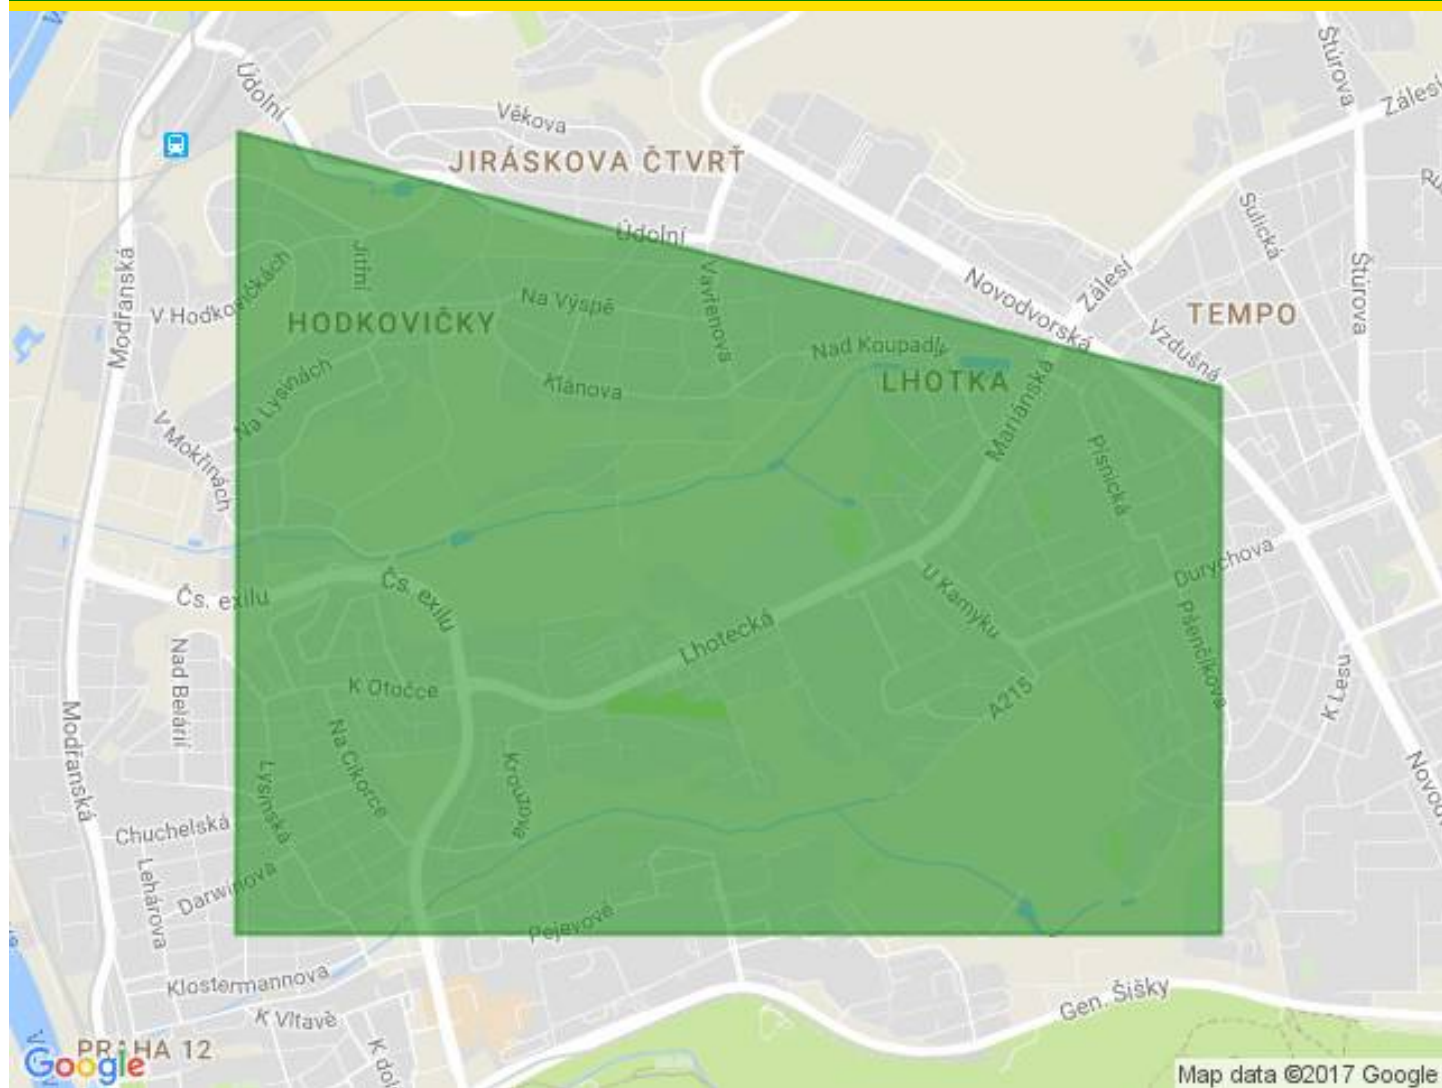 Štúrova
Údolní
Zálesí
Věkova
JIRÁSKOVA ČTVRŤ
Sulická
Údolní
Modřanská
Jitřní
V Hodkovičkách
Vavřenova
Štúrova
Novodvorská
Zálesí
Na Výspě
TEMPO
HODKOVIČKY
Vzdušná
Nad Koupadly
Klánova
LHOTKA
Na Lysinách
Mariánská
V Mokřinách
Písnická
Durychova
Čs. exilu
Čs. exilu
U Kamýku
Pšenčíkova
Lhotecká
Nad Belárií
K Otočce
A215
K Lesu
Modřanská
Na Cikorce
Krouzova
Lysinská
Chuchelská
Lehárova
Darwinova
Pejevové
Klostermannova
Gen. Šišky
K Vltavě
PRAHA 12
Google
Map data ©2017 Google